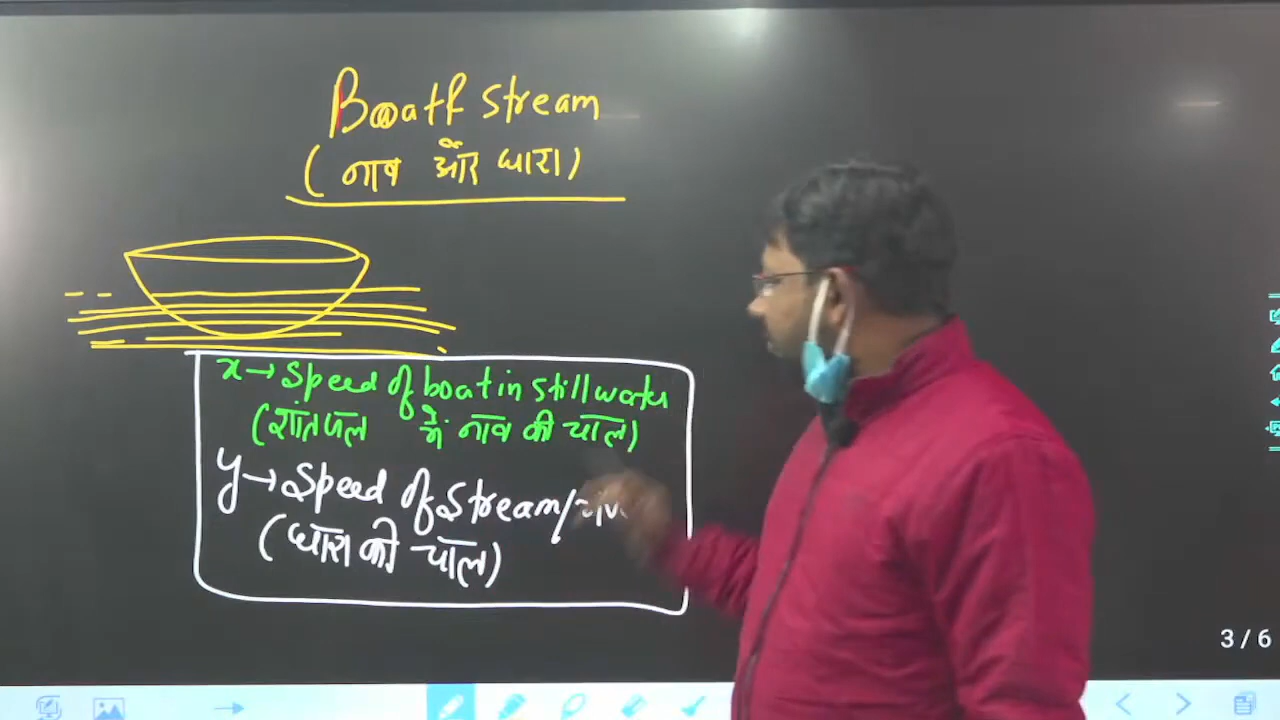 Boat & Stream
(नाव और धारा)
x → Speed of boat in still water
(शांत जल में नाव की चाल)
y → Speed of Stream/
(धारा की चाल)
3 / 6